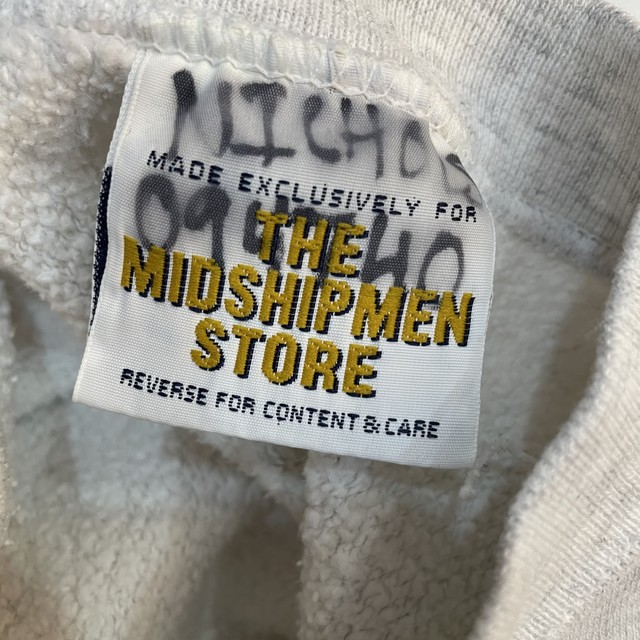 NICHOL
MADE EXCLUSIVELY FOR
THE
MIDSHIPMEN
STORE
REVERSE FOR CONTENT & CARE